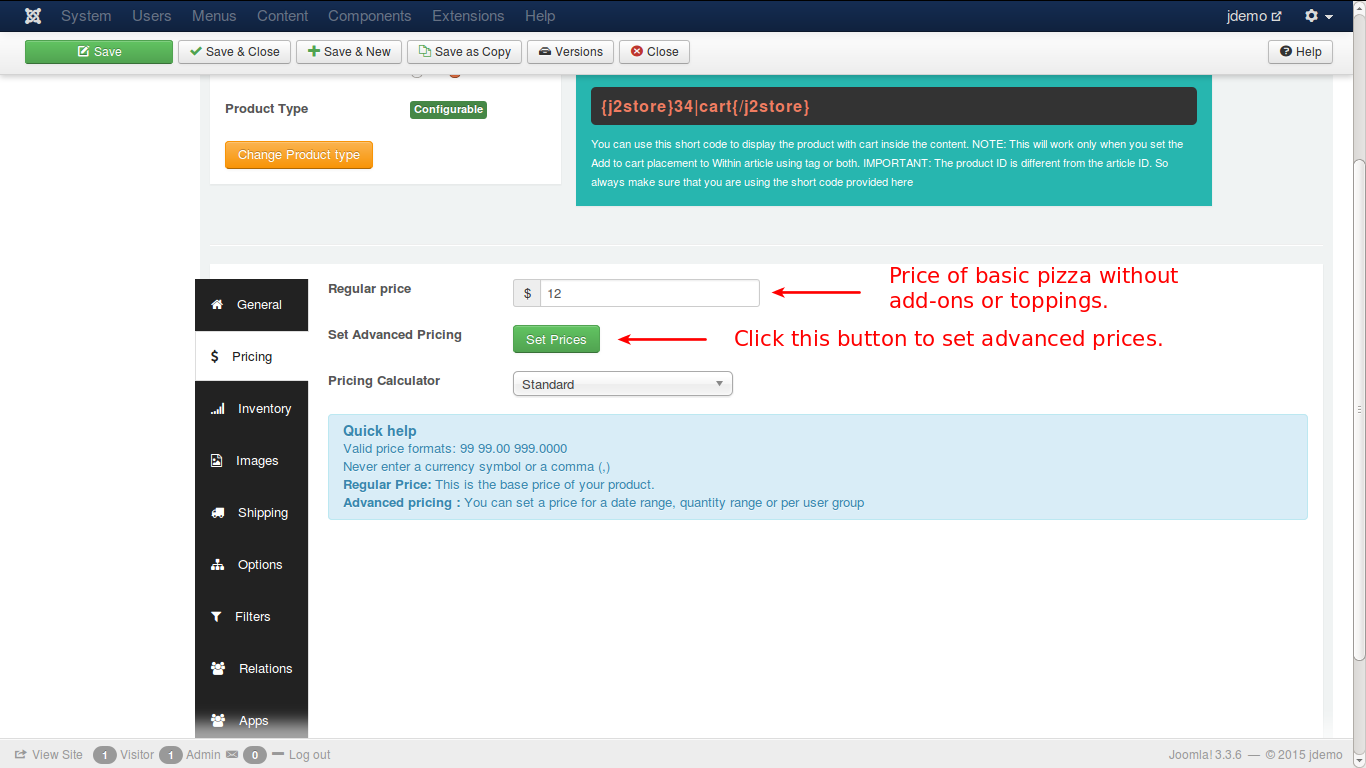 System Users Menus Content Components Extensions Help jdemo
Save Save & Close Save & New Save as Copy Versions Close Help
Product Type Configurable
Change Product type
{j2store}34|cart{/j2store}
You can use this short code to display the product with cart inside the content. NOTE: This will work only when you set the
Add to cart placement to Within article using tag or both. IMPORTANT: The product ID is different from the article ID. So
always make sure that you are using the short code provided here
General
Pricing
Inventory
Images
Shipping
Options
Filters
Relations
Apps
Regular price $ 12
Price of basic pizza without
add-ons or toppings.
Set Advanced Pricing Set Prices
Click this button to set advanced prices.
Pricing Calculator Standard
Quick help
Valid price formats: 99 99.00 999.0000
Never enter a currency symbol or a comma (,)
Regular Price: This is the base price of your product.
Advanced pricing : You can set a price for a date range, quantity range or per user group
View Site 1 Visitor 1 Admin 0 Log out Joomla! 3.3.6 — © 2015 jdemo